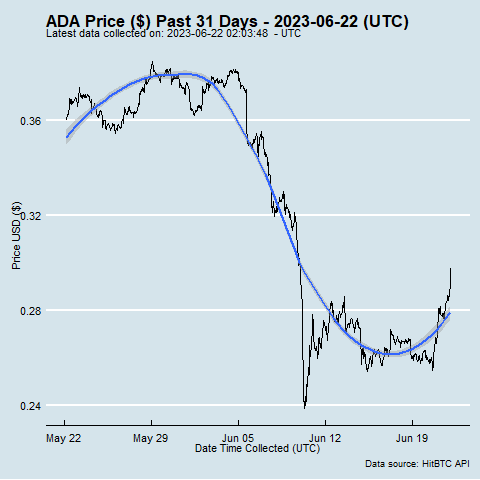 ADA Price ($) Past 31 Days - 2023-06-22 (UTC)
Latest data collected on: 2023-06-22 02:03:48 - UTC
Price USD ($)
0.36
0.32
0.28
0.24
May 22 May 29 Jun 05 Jun 12 Jun 19
Date Time Collected (UTC)
Data source: HitBTC API